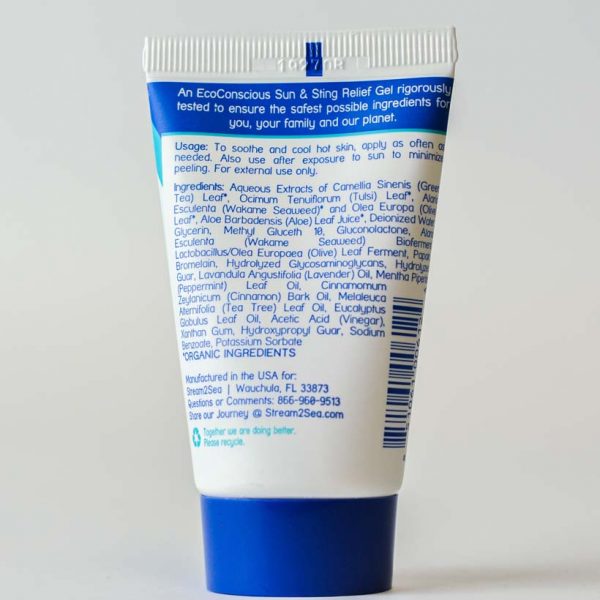 An EcoConscious Sun & Sting Relief Gel rigorously
tested to ensure the safest possible ingredients for
you, your family and our planet.
Usage: To soothe and cool hot skin, apply as often as
needed. Also use after exposure to sun to minimize
peeling. For external use only.
Ingredients: Aqueous Extracts of Camellia Sinenis (Green
Tea) Leaf*, Ocimum Tenuiflorum (Tulsi) Leaf*, Alaria
Esculenta (Wakame Seaweed)* and Olea Europa (Olive)
Leaf*, Aloe Barbadensis (Aloe) Leaf Juice*, Deionized Water,
Glycerin, Methyl Gluceth 10, Gluconolactone,
Esculenta (Wakame Seaweed) Bioferment,
Lactobacillus/Olea Europaea (Olive) Leaf Ferment,
Bromelain, Hydrolyzed Glycosaminoglycans,
Guar, Lavandula Angustifolia (Lavender) Oil, Mentha
(Peppermint) Leaf Oil, Cinnamomum
Zeylanicum (Cinnamon) Bark Oil, Melaleuca
Alternifolia (Tea Tree) Leaf Oil, Eucalyptus
Globulus Leaf Oil, Acetic Acid (Vinegar),
Xanthan Gum, Hydroxypropyl Guar, Sodium
Benzoate, Potassium Sorbate
*ORGANIC INGREDIENTS
Manufactured in the USA for:
Stream2Sea | Wauchula, FL 33873
Questions or Comments: 866-960-9513
Share our Journey @ Stream2Sea.com
Together we are doing better.
Please recycle.